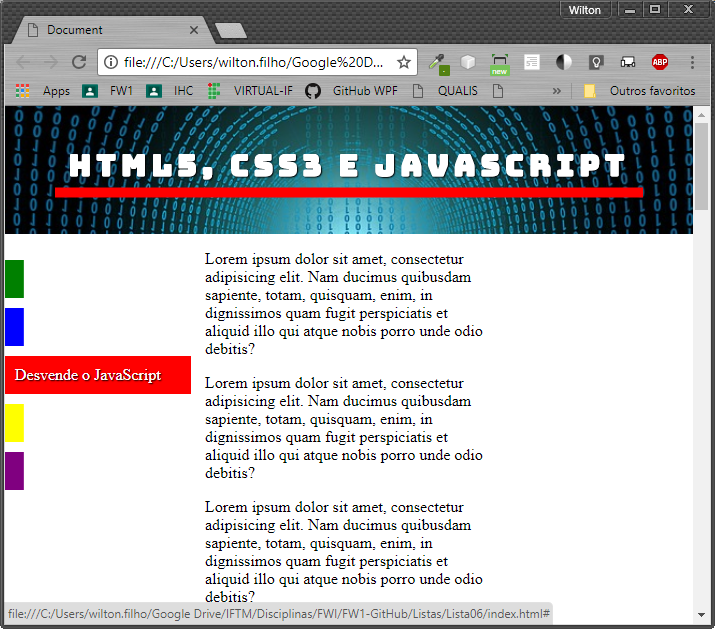 Wilton
Document
file:///C:/Users/wilton.filho/Google%20D...
new
ABP
Apps FW1 IHC VIRTUAL-IF GitHub WPF QUALIS » Outros favoritos
HTML5, CSS3 E JAVASCRIPT
Lorem ipsum dolor sit amet, consectetur
adipisicing elit. Nam ducimus quibusdam
sapiente, totam, quisquam, enim, in
dignissimos quam fugit perspiciatis et
aliquid illo qui atque nobis porro unde odio
debitis?
Desvende o JavaScript
Lorem ipsum dolor sit amet, consectetur
adipisicing elit. Nam ducimus quibusdam
sapiente, totam, quisquam, enim, in
dignissimos quam fugit perspiciatis et
aliquid illo qui atque nobis porro unde odio
debitis?
Lorem ipsum dolor sit amet, consectetur
adipisicing elit. Nam ducimus quibusdam
sapiente, totam, quisquam, enim, in
dignissimos quam fugit perspiciatis et
aliquid illo qui atque nobis porro unde odio
debitis?
file:///C:/Users/wilton.filho/Google Drive/IFTM/Disciplinas/FWI/FW1-GitHub/Listas/Lista06/index.html#